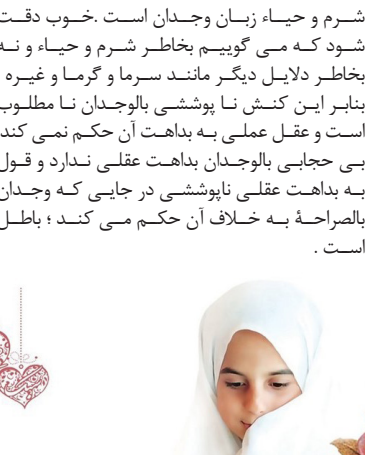 شرم و حیاء زبان وجدان است .خوب دقت
شود که می گوییم بخاطر شرم و حیاء و نه
بخاطر دلایل دیگر مانند سرما و گرما و غیره
بنابر این کنش نا پوششی بالوجدان نا مطلوب
است و عقل عملی به بداهت آن حکم نمی کند
بی حجابی بالوجدان بداهت عقلی ندارد و قول
به بداهت عقلی ناپوششی در جایی که وجدان
بالصراحهٔ به خلاف آن حکم می کند ؛ باطل
است .